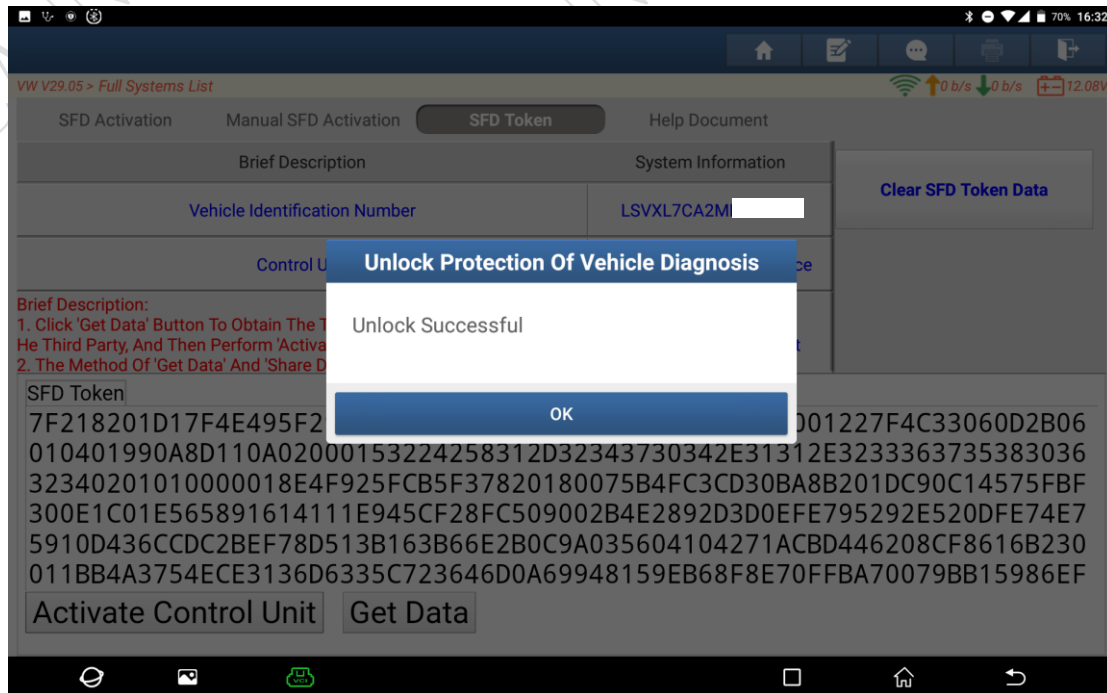 70% 16:32
VW V29.05 > Full Systems List
0 b/s 0 b/s 12.08V
SFD Activation Manual SFD Activation SFD Token Help Document
Brief Description System Information
Clear SFD Token Data
Vehicle Identification Number LSVXL7CA2M
Control U ce
Unlock Protection Of Vehicle Diagnosis
Unlock Successful
OK
Brief Description:
1. Click 'Get Data' Button To Obtain The T
He Third Party, And Then Perform 'Activa
t
2. The Method Of 'Get Data' And 'Share D
SFD Token
7F218201D17F4E495F2 001227F4C33060D2B06
010401990A8D110A0200015322425831 2D32343730342E31312E3233363735383036
32340201010000018E4F925FCB5F37820180075B4FC3CD30BA8B201DC90C14575FBF
300E1C01E565891614111E945CF28FC509002B4E2892D3D0EFE795292E520DFE74E7
5910D436CCDC2BEF78D513B163B66E2B0C9A035604104271ACBD446208CF8616B230
011BB4A3754ECE3136D6335C723646D0A69948159EB68F8E70FFBA70079BB15986EF
Activate Control Unit Get Data
VCI